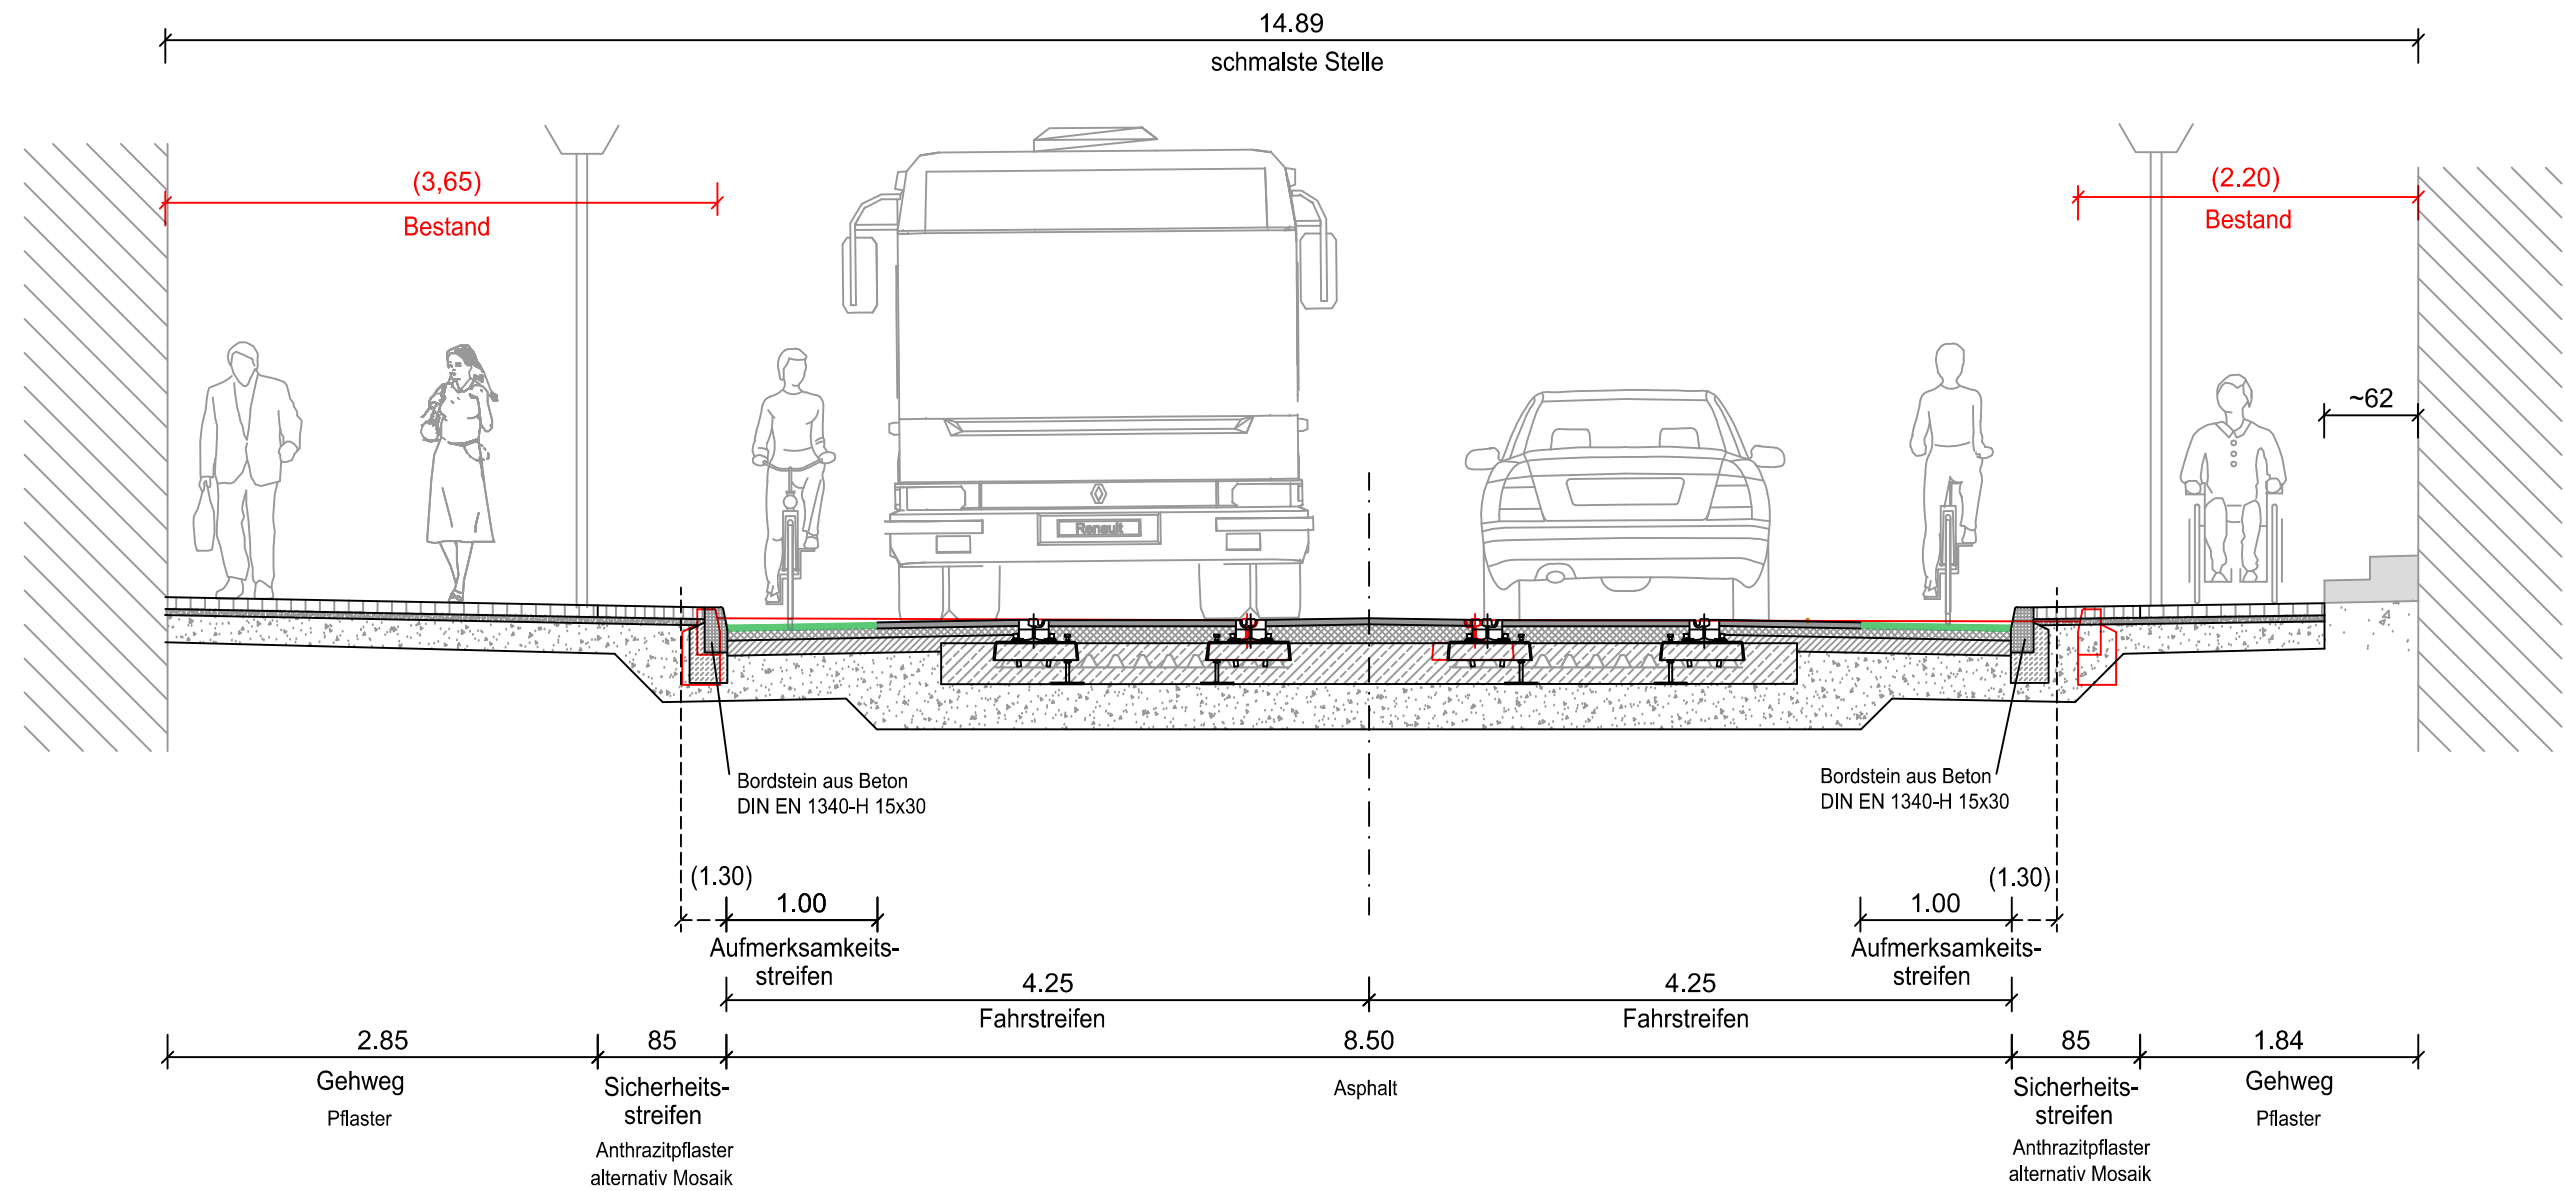 14.89
schmalste Stelle
(3,65)
Bestand
(2.20)
Bestand
~62
Renault
Bordstein aus Beton
DIN EN 1340-H 15x30
Bordstein aus Beton
DIN EN 1340-H 15x30
(1.30)
1.00
Aufmerksamkeits-
streifen
(1.30)
1.00
Aufmerksamkeits-
streifen
4.25
Fahrstreifen
4.25
Fahrstreifen
2.85
Gehweg
Pflaster
85
Sicherheits-
streifen
Anthrazitpflaster
alternativ Mosaik
8.50
Asphalt
85
Sicherheits-
streifen
Anthrazitpflaster
alternativ Mosaik
1.84
Gehweg
Pflaster